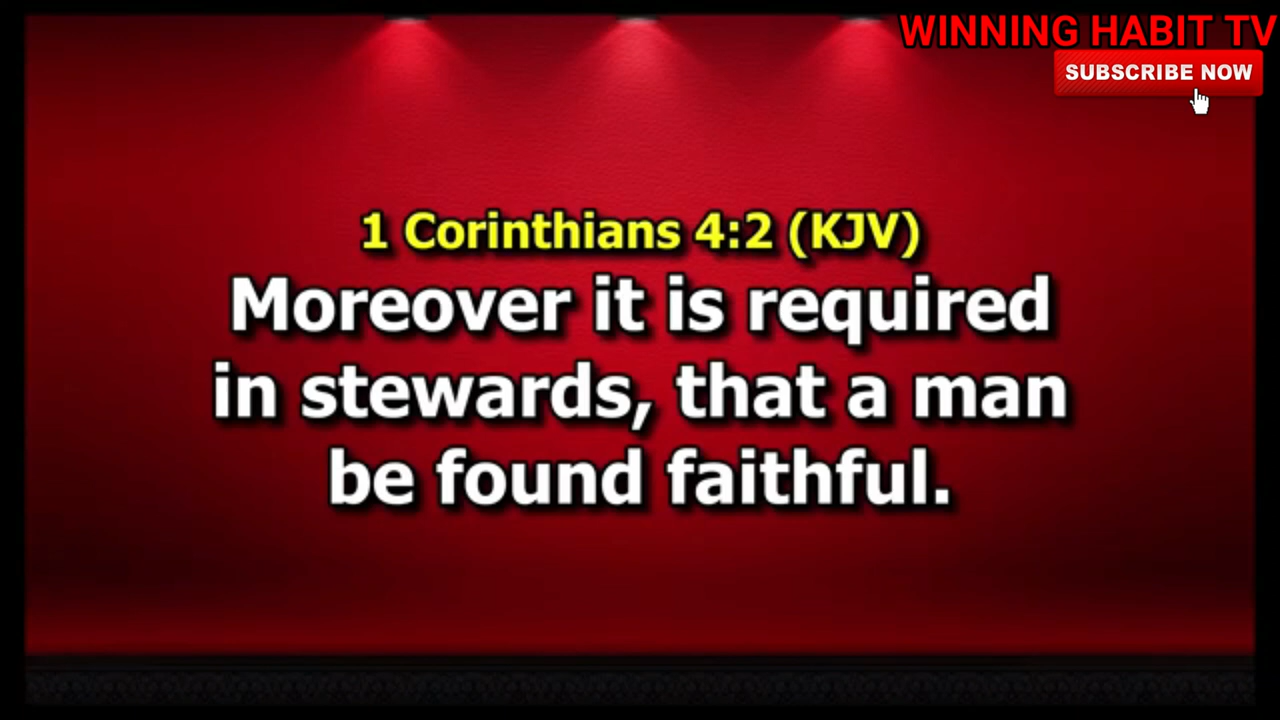 WINNING HABIT TV
SUBSCRIBE NOW
1 Corinthians 4:2 (KJV)
Moreover it is required
in stewards, that a man
be found faithful.